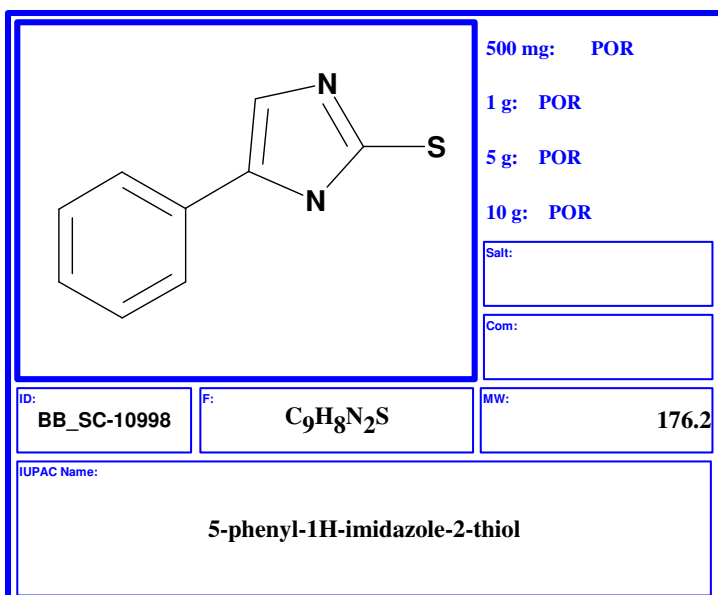 N
S
N
500 mg: POR
1 g: POR
5 g: POR
10 g: POR
Salt:
Com:
ID:
BB_SC-10998
F:
C9H8N2S
MW:
176.2
IUPAC Name:
5-phenyl-1H-imidazole-2-thiol